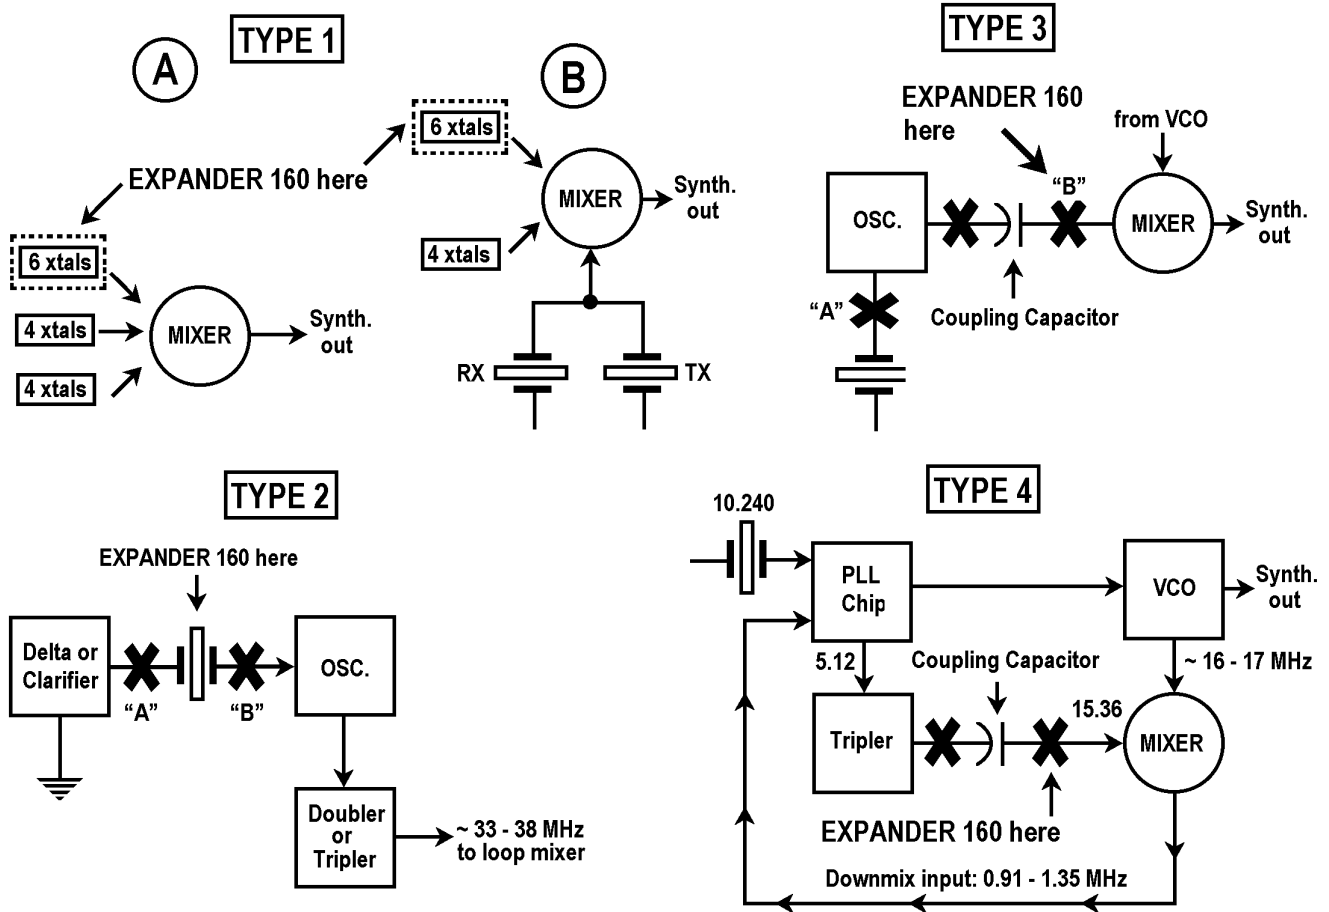 TYPE 1
A
B
6 xtals
EXPANDER 160 here
MIXER
Synth.
out
4 xtals
6 xtals
4 xtals
4 xtals
MIXER
Synth.
out
RX
TX
TYPE 3
EXPANDER 160
here
from VCO
"B"
OSC.
MIXER
Synth.
out
"A"
Coupling Capacitor
TYPE 2
EXPANDER 160 here
Delta or
Clarifier
"A"
"B"
OSC.
Doubler
or
Tripler
~ 33 - 38 MHz
to loop mixer
TYPE 4
10.240
PLL
Chip
VCO
Synth.
out
5.12
Coupling Capacitor
~ 16 - 17 MHz
Tripler
15.36
MIXER
EXPANDER 160 here
Downmix input: 0.91 - 1.35 MHz